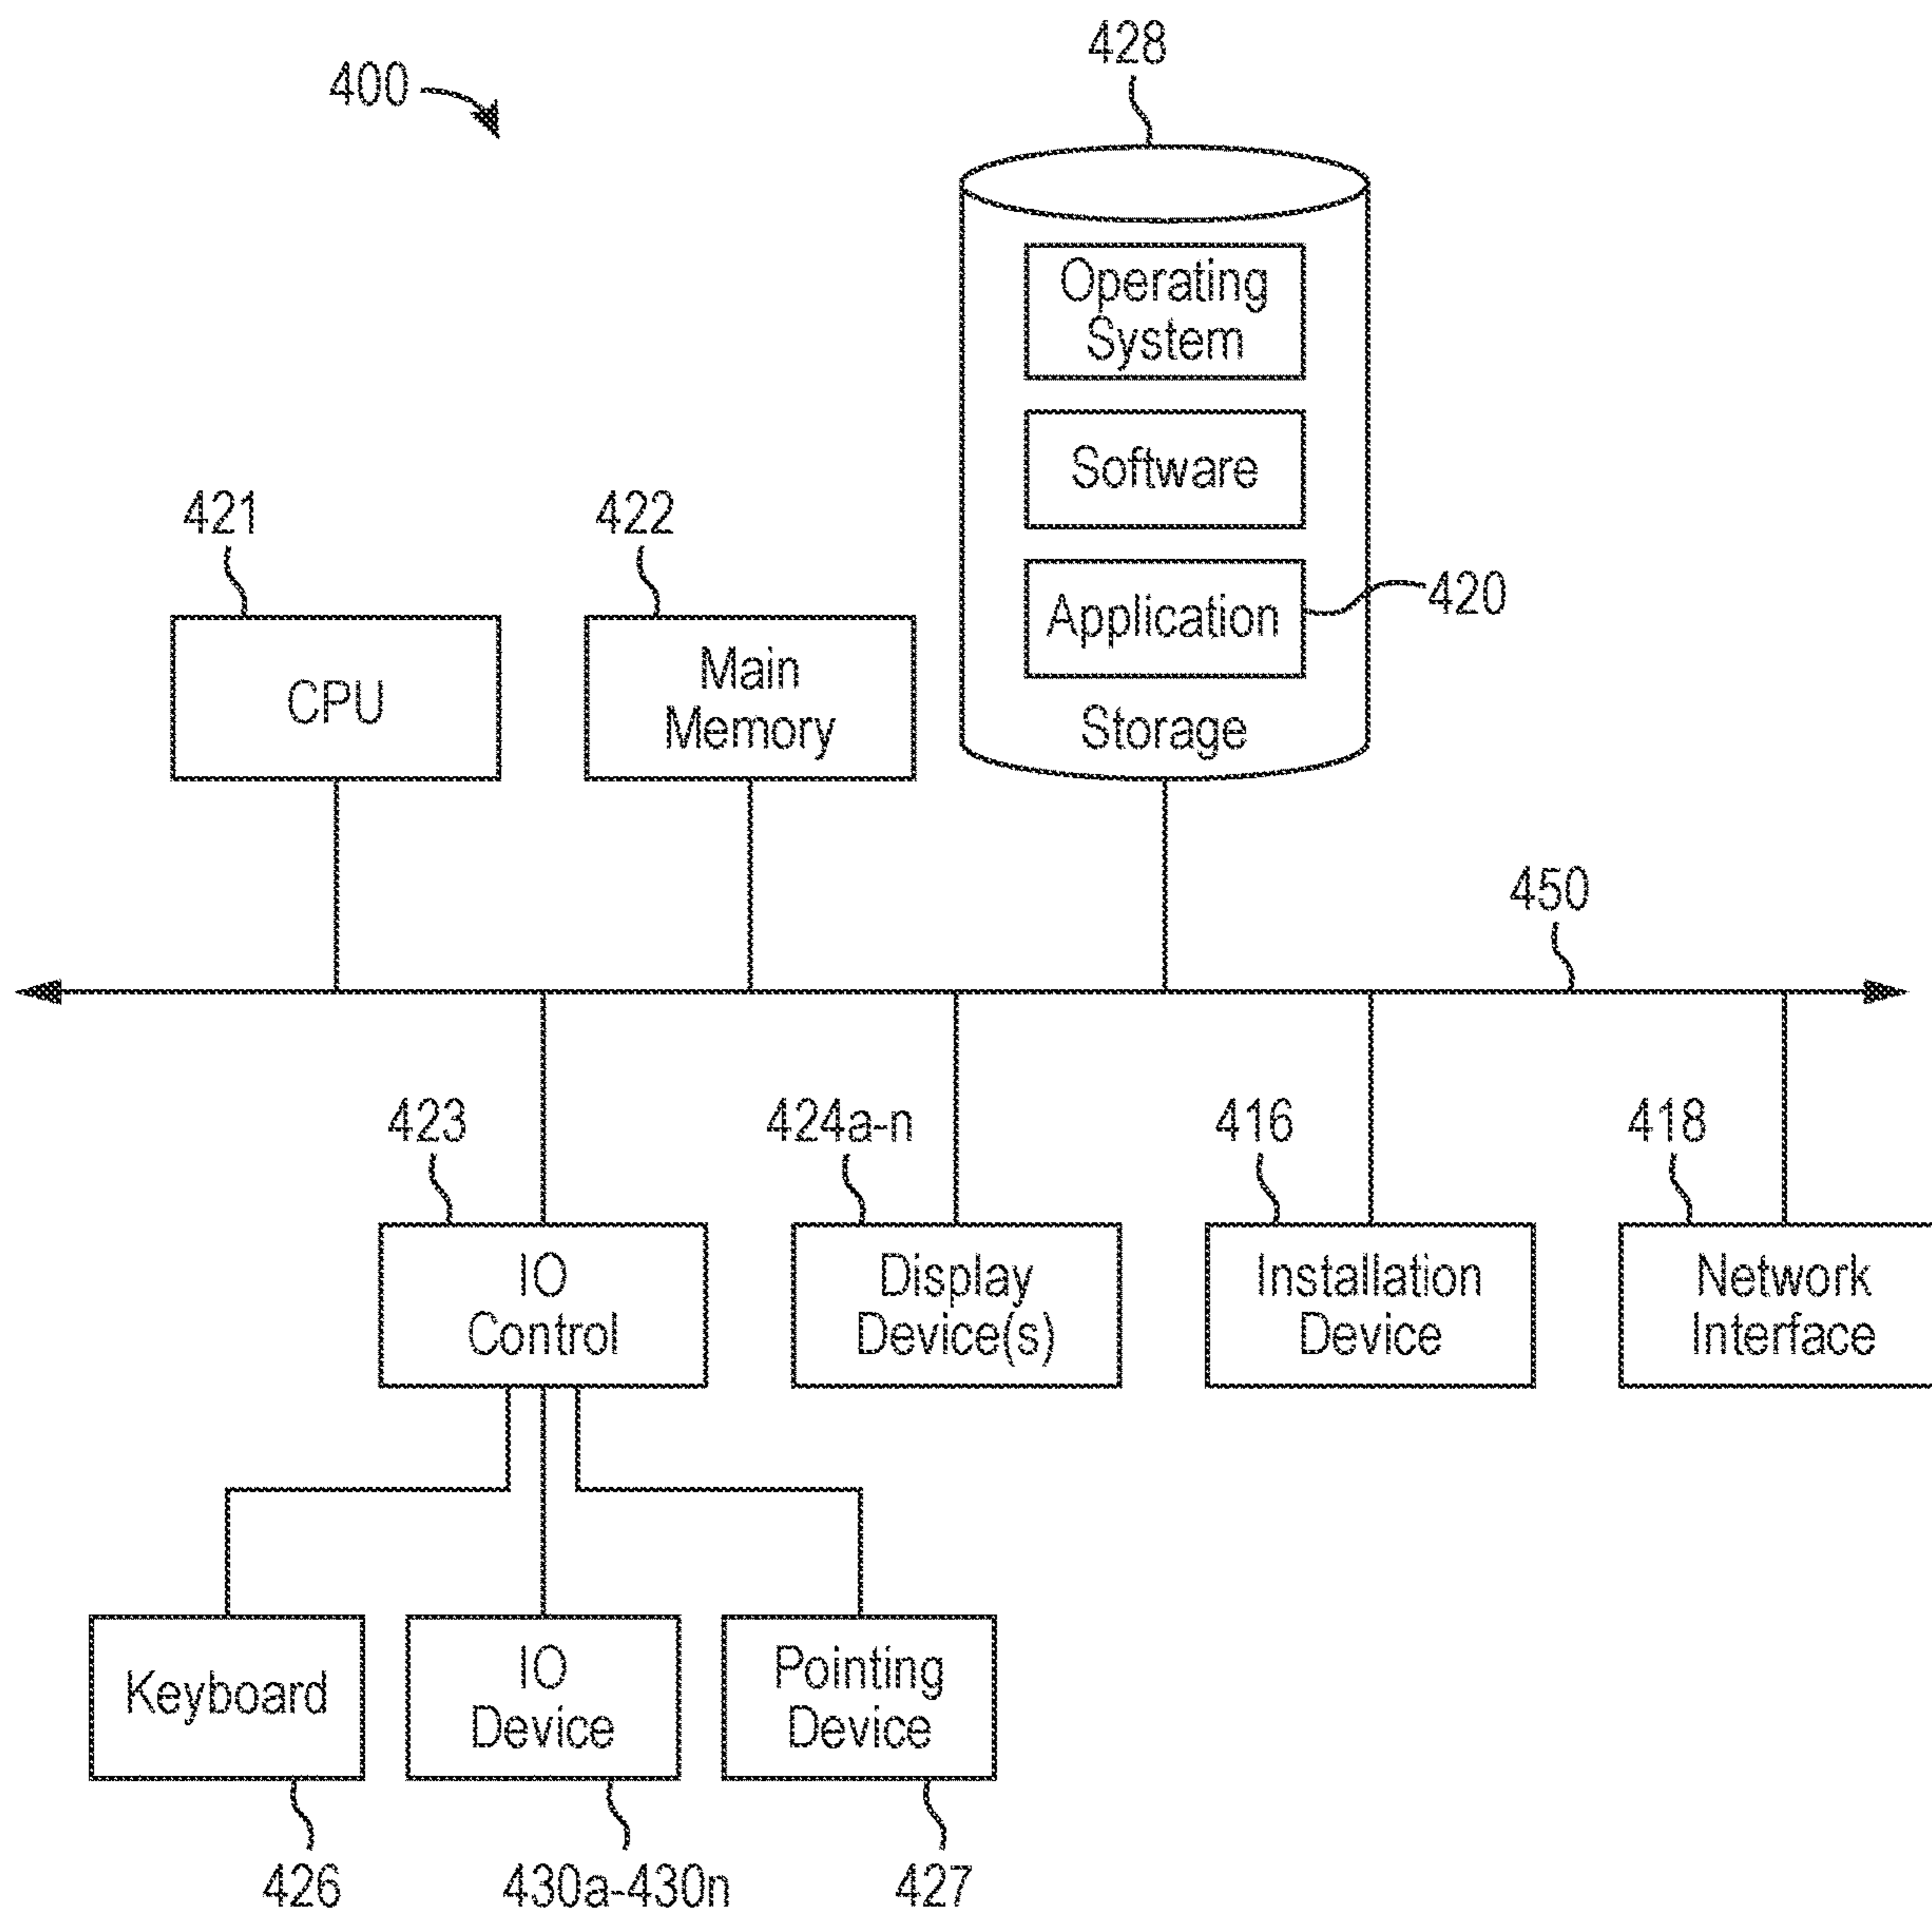 428
400
Operating
System
Software
421
422
Application
420
CPU
Main
Memory
Storage
450
423
424a-n
416
418
IO
Control
Display
Device(s)
Installation
Device
Network
Interface
Keyboard
IO
Device
Pointing
Device
426
430a-430n
427